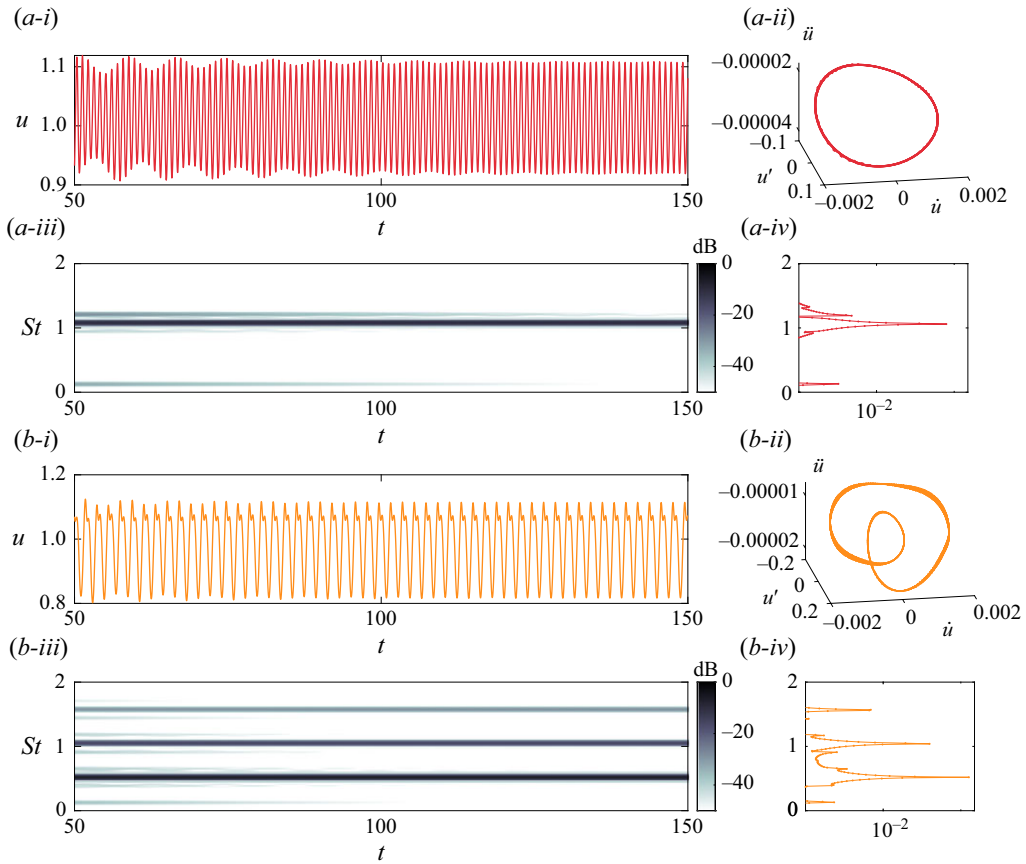 (a-i)
(a-ii)
ü
1.1
u
1.0
0.9
50
100
150
t
–0.00002
–0.00004
–0.1
u′
0
0.1
–0.002
0
0.002
u̇
(a-iii)
dB
(a-iv)
2
St
1
0
50
100
150
t
0
–20
–40
2
1
0
10–2
(b-i)
(b-ii)
ü
1.2
u
1.0
0.8
50
100
150
t
–0.00001
–0.00002
–0.2
u′
0
0.2
–0.002
0
0.002
u̇
(b-iii)
dB
(b-iv)
2
St
1
0
50
100
150
t
0
–20
–40
2
1
0
10–2